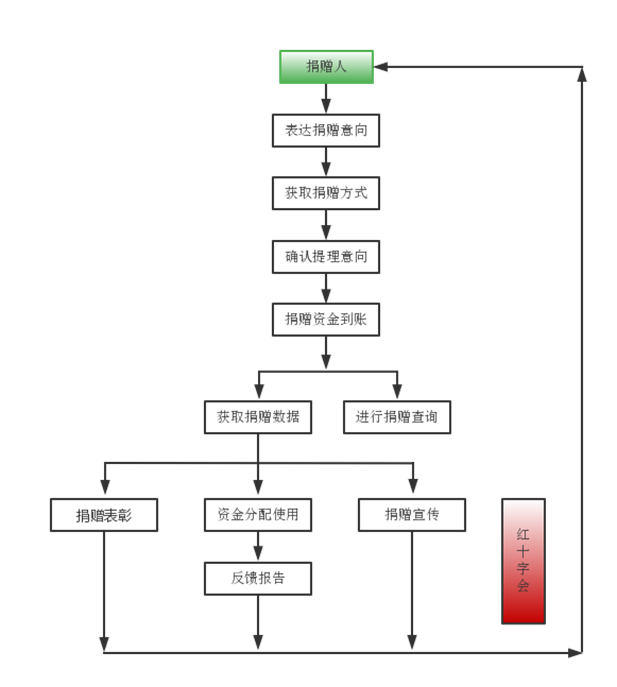 捐赠人
表达捐赠意向
获取捐赠方式
确认提理意向
捐赠资金到账
获取捐赠数据
进行捐赠查询
捐赠表彰
资金分配使用
捐赠宣传
反馈报告
红十字会